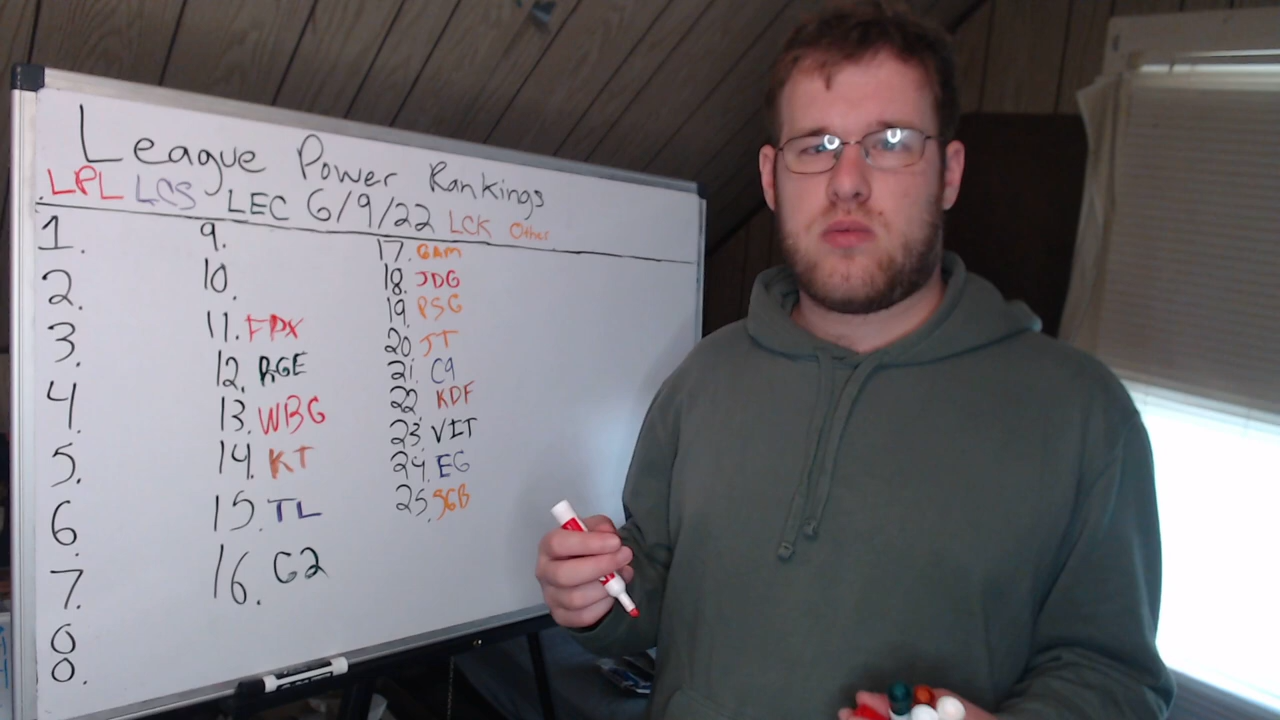 League Power Rankings
LPL LCS LEC 6/9/22 LCK Other
1.
2.
3.
4.
5.
6.
7.
8.
9.
10.
11. FPX
12. RGE
13. WBG
14. KT
15. TL
16. G2
17. GAM
18. JDG
19. PSG
20. JT
21. C9
22. KDF
23. VIT
24. EG
25. SGB